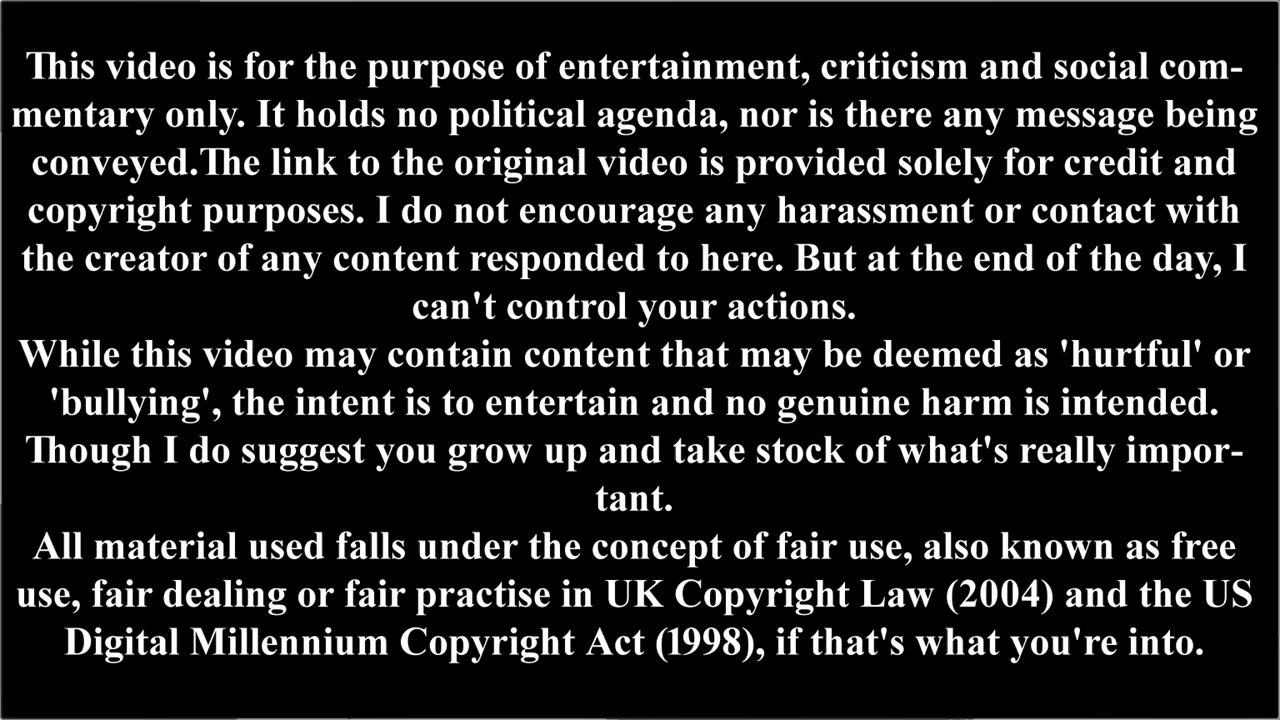 This video is for the purpose of entertainment, criticism and social com-
mentary only. It holds no political agenda, nor is there any message being
conveyed.The link to the original video is provided solely for credit and
copyright purposes. I do not encourage any harassment or contact with
the creator of any content responded to here. But at the end of the day, I
can't control your actions.
While this video may contain content that may be deemed as 'hurtful' or
'bullying', the intent is to entertain and no genuine harm is intended.
Though I do suggest you grow up and take stock of what's really impor-
tant.
All material used falls under the concept of fair use, also known as free
use, fair dealing or fair practise in UK Copyright Law (2004) and the US
Digital Millennium Copyright Act (1998), if that's what you're into.